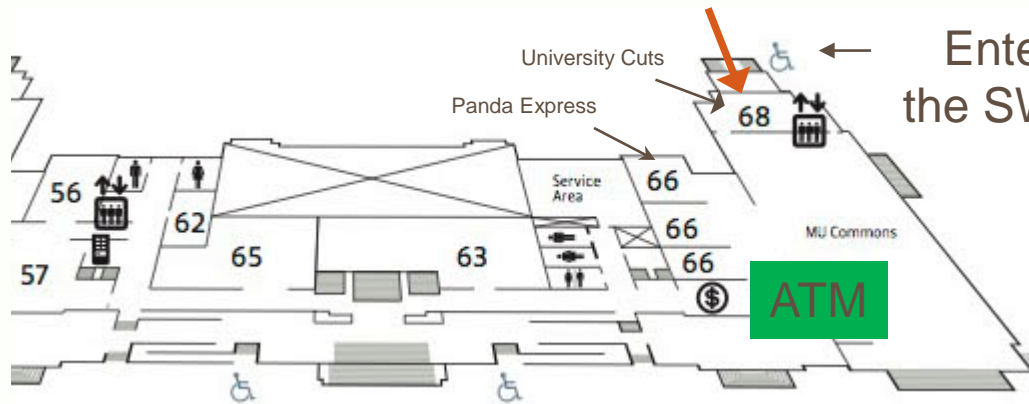 Ente
University Cuts
the SW
Panda Express
68
56
Service
Area
66
62
66
MU Commons
57
65
63
66
$
ATM